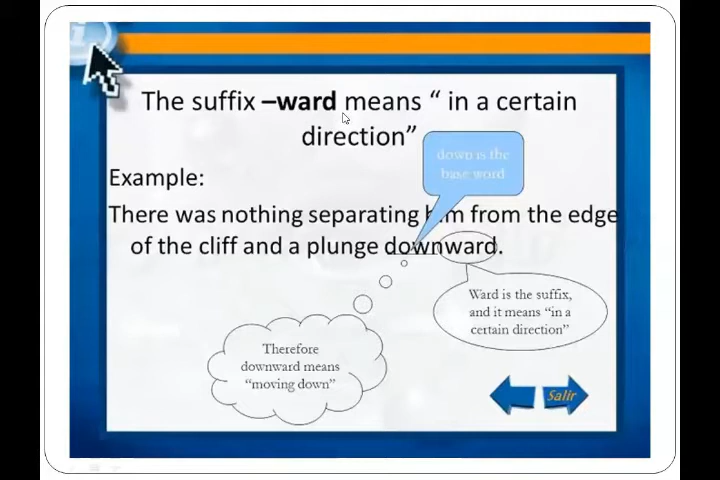 The suffix –ward means “ in a certain
direction”
down is the
base word
Example:
There was nothing separating him from the edge
of the cliff and a plunge downward.
Ward is the suffix,
and it means “in a
certain direction”
Therefore
downward means
“moving down”
Salir